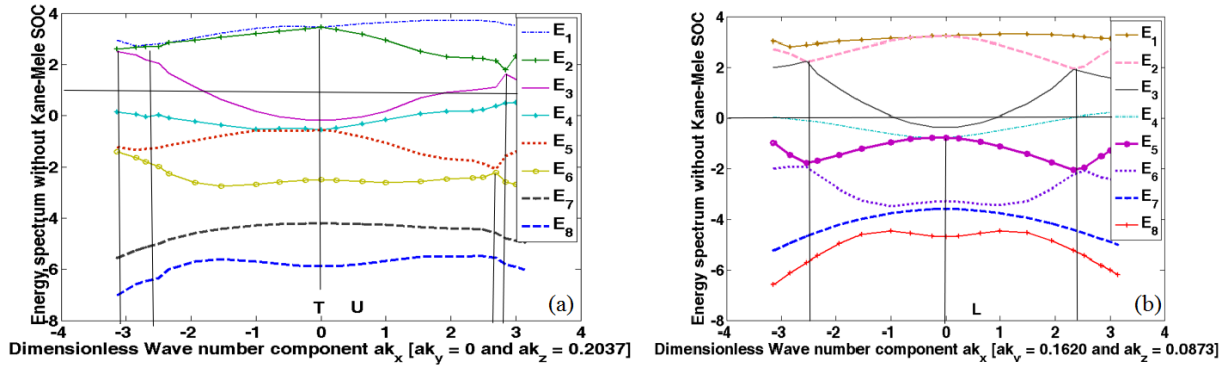 Energy spectrum without Kane-Mele SOC
4
2
0
-2
-4
-6
-8
-4
-3
-2
-1
0
1
2
3
4
T U
(a)
E1
E2
E3
E4
E5
E6
E7
E8
Dimensionless Wave number component akx [aky = 0 and akz = 0.2037]
Energy spectrum without Kane-Mele SOC
4
2
0
-2
-4
-6
-8
-4
-3
-2
-1
0
1
2
3
4
L
(b)
E1
E2
E3
E4
E5
E6
E7
E8
Dimensionless Wave number component akx [aky = 0.1620 and akz = 0.0873]